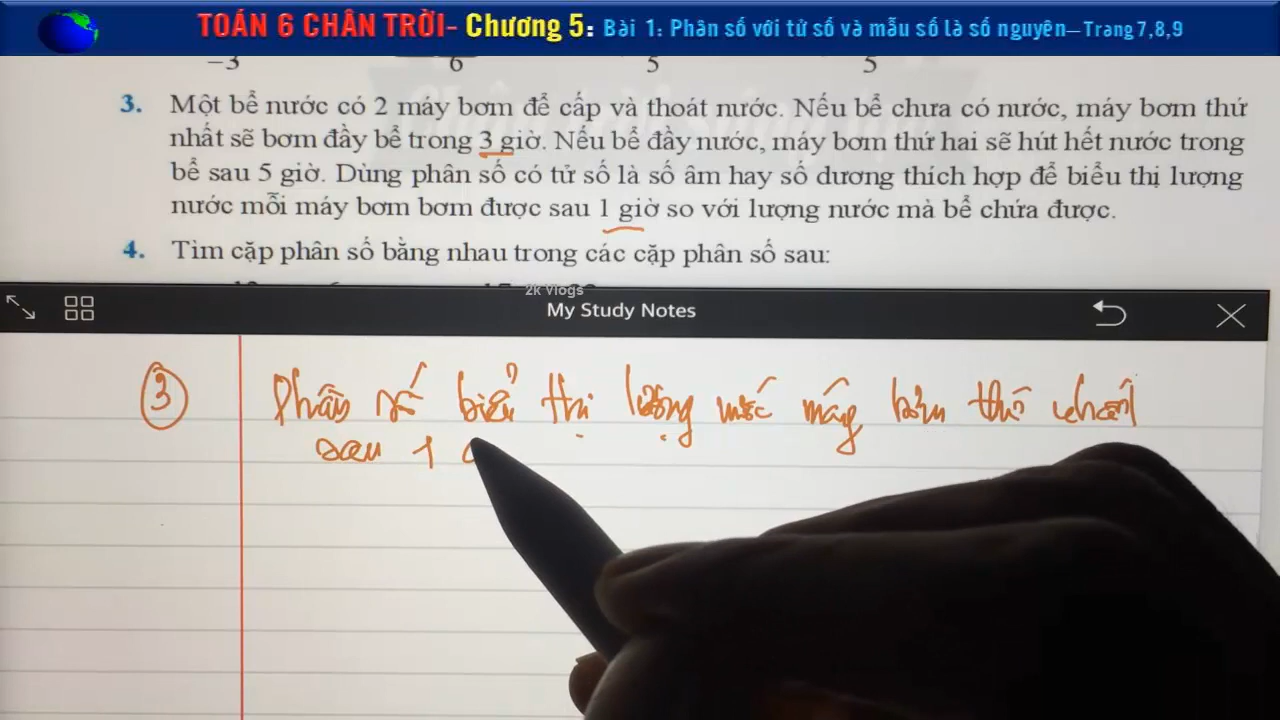 TOÁN 6 CHÂN TRỜI- Chương 5: Bài 1: Phân số với tử số và mẫu số là số nguyên–Trang 7,8,9
-3 6 5 5
3. Một bể nước có 2 máy bơm để cấp và thoát nước. Nếu bể chưa có nước, máy bơm thứ
nhất sẽ bơm đầy bể trong 3 giờ. Nếu bể đầy nước, máy bơm thứ hai sẽ hút hết nước trong
bể sau 5 giờ. Dùng phân số có tử số là số âm hay số dương thích hợp để biểu thị lượng
nước mỗi máy bơm bơm được sau 1 giờ so với lượng nước mà bể chứa được.
4. Tìm cặp phân số bằng nhau trong các cặp phân số sau:
2k Vlogs
My Study Notes
3 Phân số biểu thị lượng nước máy bơm thứ nhất
sau 1